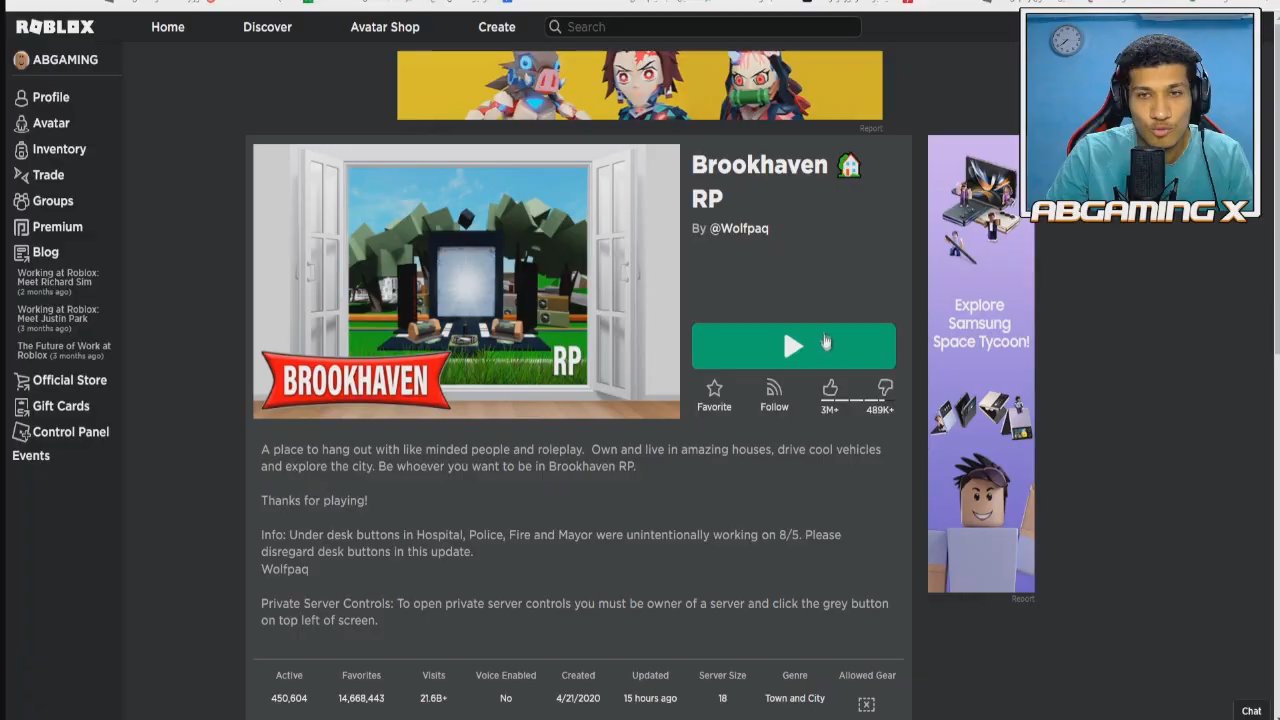 ROBLOX
Home
Discover
Avatar Shop
Create
Search
ABGAMING
Profile
Avatar
Inventory
Trade
Groups
Premium
Blog
Working at Roblox:
Meet Richard Sim
(2 months ago)
Working at Roblox:
Meet Justin Park
(3 months ago)
The Future of Work at
Roblox (3 months ago)
Official Store
Gift Cards
Control Panel
Events
Report
BROOKHAVEN
RP
Brookhaven
RP
By @Wolfpaq
Favorite
Follow
3M+
489K+
A place to hang out with like minded people and roleplay. Own and live in amazing houses, drive cool vehicles
and explore the city. Be whoever you want to be in Brookhaven RP.
Thanks for playing!
Info: Under desk buttons in Hospital, Police, Fire and Mayor were unintentionally working on 8/5. Please
disregard desk buttons in this update.
Wolfpaq
Private Server Controls: To open private server controls you must be owner of a server and click the grey button
on top left of screen.
Active
Favorites
Visits
Voice Enabled
Created
Updated
Server Size
Genre
Allowed Gear
450,604
14,668,443
21.6B+
No
4/21/2020
15 hours ago
18
Town and City
ABGAMING X
Explore
Samsung
Space Tycoon!
Report
Chat